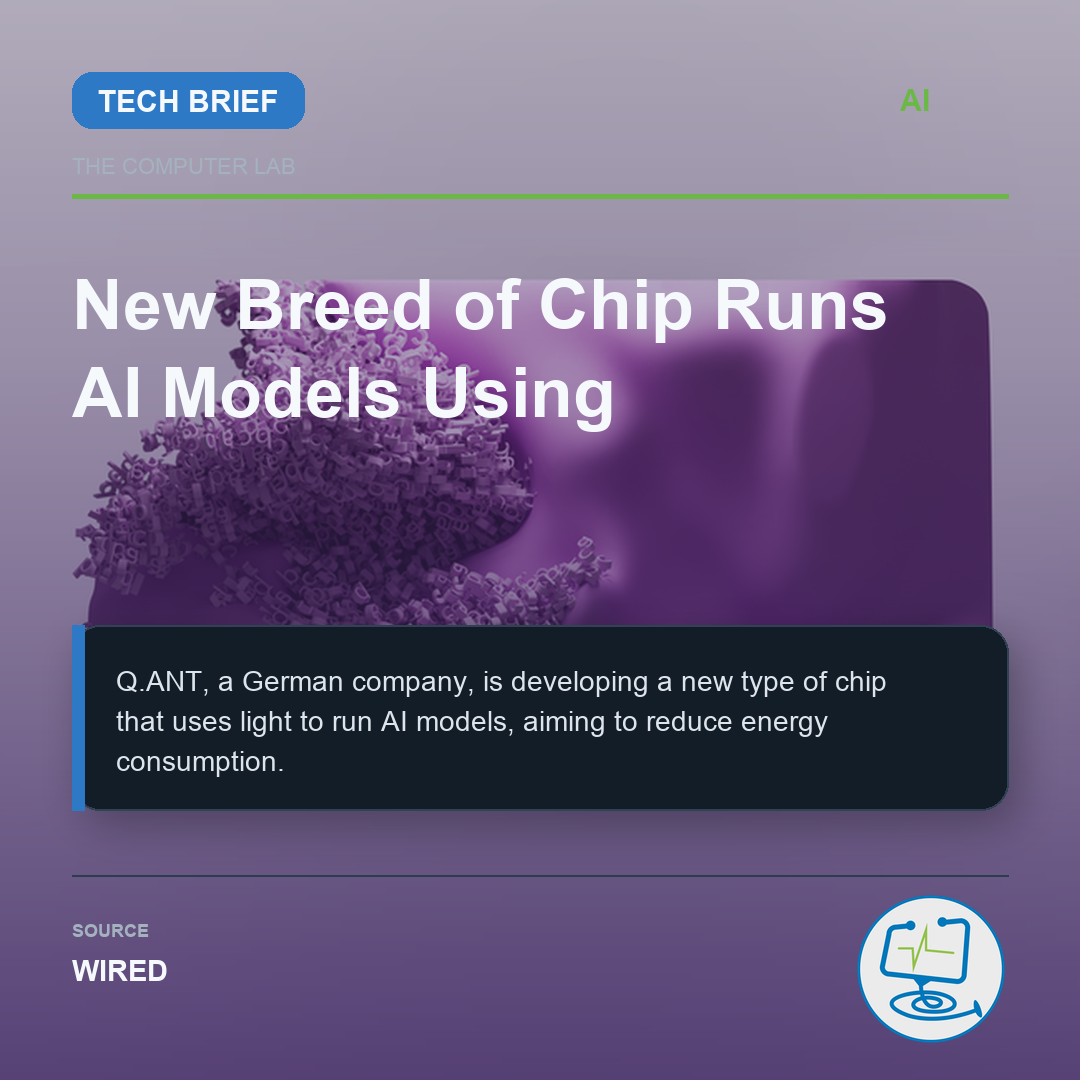 TECH BRIEF
AI
THE COMPUTER LAB
New Breed of Chip Runs
AI Models Using
Q.ANT, a German company, is developing a new type of chip
that uses light to run AI models, aiming to reduce energy
consumption.
SOURCE
WIRED